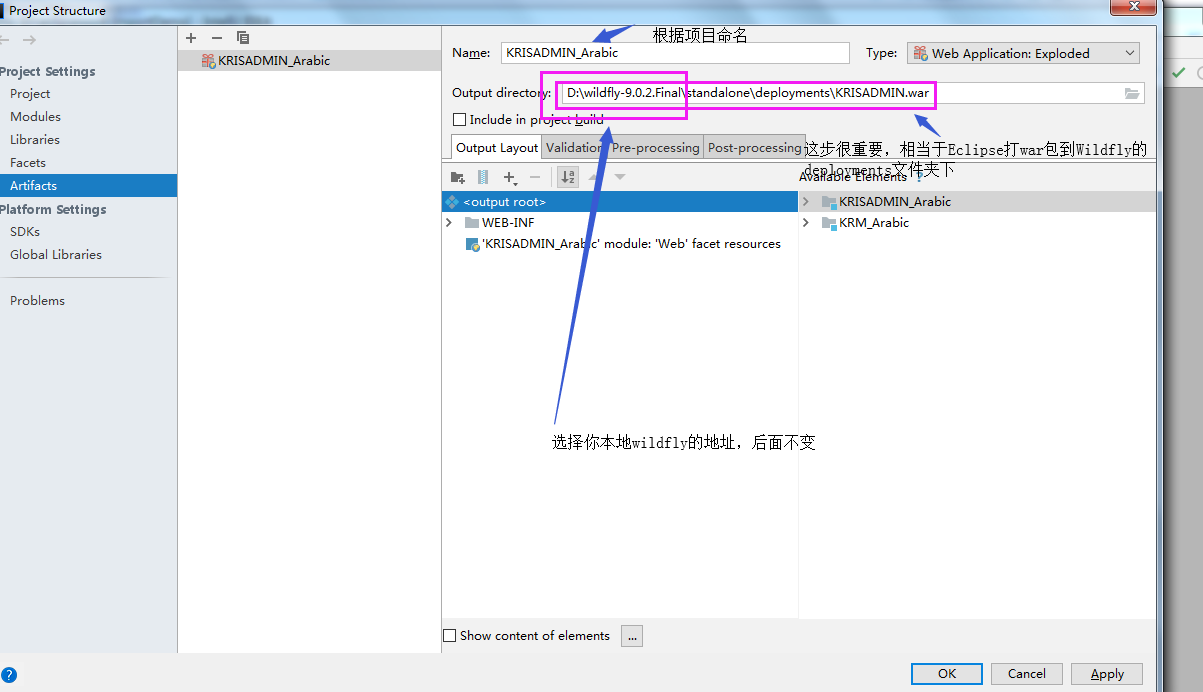 Project Structure
Project Settings
Project
Modules
Libraries
Facets
Artifacts
Platform Settings
SDKs
Global Libraries
Problems
KRISADMIN_Arabic
根据项目命名
Name: KRISADMIN_Arabic
Type: Web Application: Exploded
Output directory: D:\wildfly-9.0.2.Final\standalone\deployments\KRISADMIN.war
Include in project build
这步很重要，相当于Eclipse打war包到Wildfly的
deployments文件夹下
Output Layout Validation Pre-processing Post-processing
Available Elements ?
<output root>
WEB-INF
'KRISADMIN_Arabic' module: 'Web' facet resources
KRISADMIN_Arabic
KRM_Arabic
选择你本地wildfly的地址，后面不变
Show content of elements ...
?
OK Cancel Apply